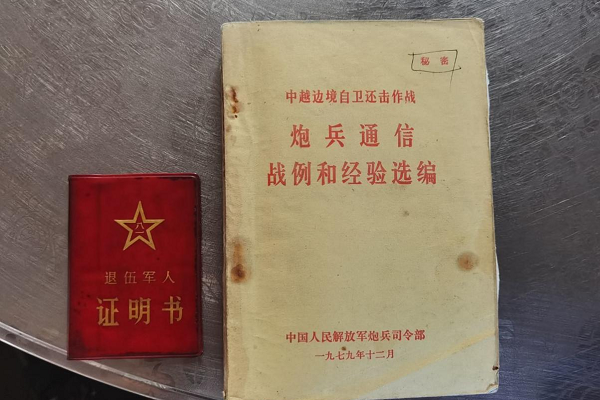 秘密
中越边境自卫还击作战
炮兵通信
战例和经验选编
中国人民解放军炮兵司令部
一九七九年十二月
八一
退伍军人
证明书